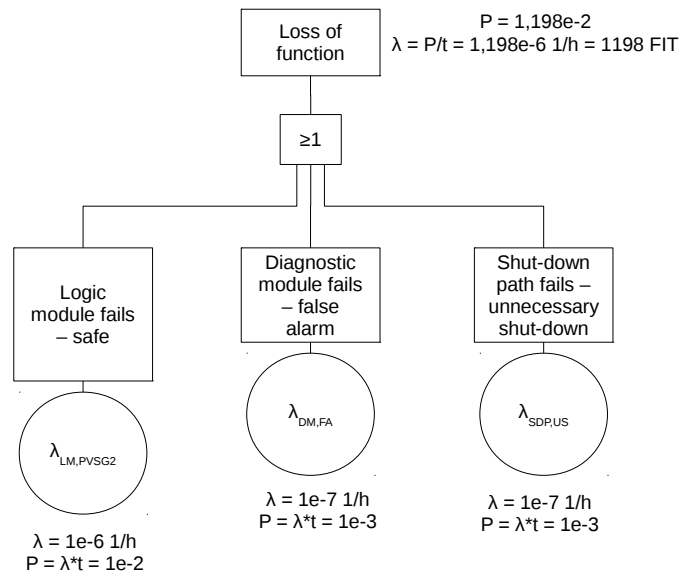 Loss of
function
P = 1,198e-2
λ = P/t = 1,198e-6 1/h = 1198 FIT
≥1
Logic
module fails
– safe
Diagnostic
module fails
– false
alarm
Shut-down
path fails –
unnecessary
shut-down
λLM,PVSG2
λDM,FA
λSDP,US
λ = 1e-6 1/h
P = λ*t = 1e-2
λ = 1e-7 1/h
P = λ*t = 1e-3
λ = 1e-7 1/h
P = λ*t = 1e-3